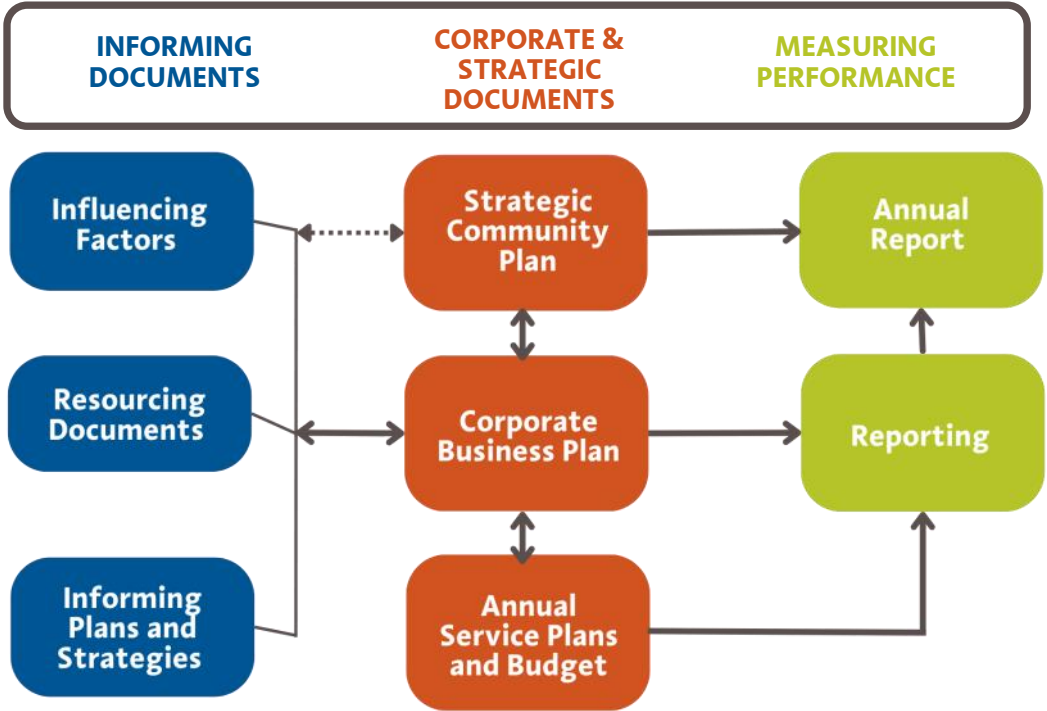 INFORMING
DOCUMENTS
CORPORATE &
STRATEGIC
DOCUMENTS
MEASURING
PERFORMANCE
Influencing
Factors
Strategic
Community
Plan
Annual
Report
Resourcing
Documents
Corporate
Business Plan
Reporting
Informing
Plans and
Strategies
Annual
Service Plans
and Budget